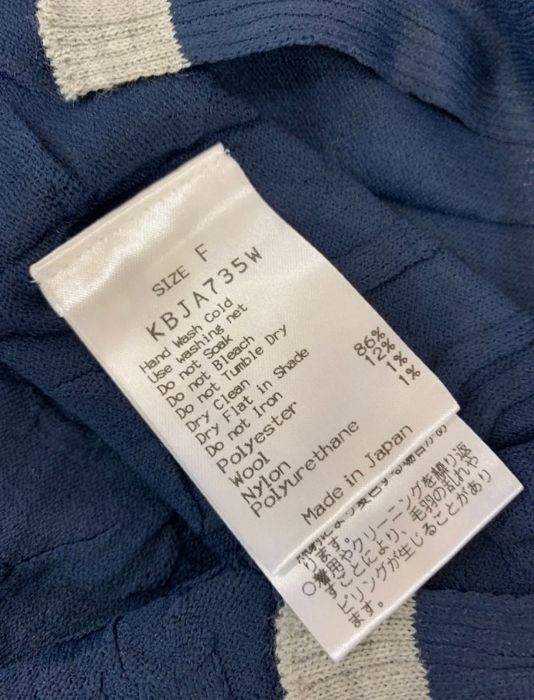 SIZE F
KBJA735W
Hand Wash Cold
Use washing net
Do not Soak
Do not Bleach
Do not Tumble Dry
Dry Clean
Dry Flat in Shade
Do not Iron
Polyester 86%
Wool 12%
Nylon 1%
Polyurethane 1%
Made in Japan
ります。
○着用やクリーニングを繰り返
すことにより、毛羽の乱れや
ピリングが生じることがあり
ます。